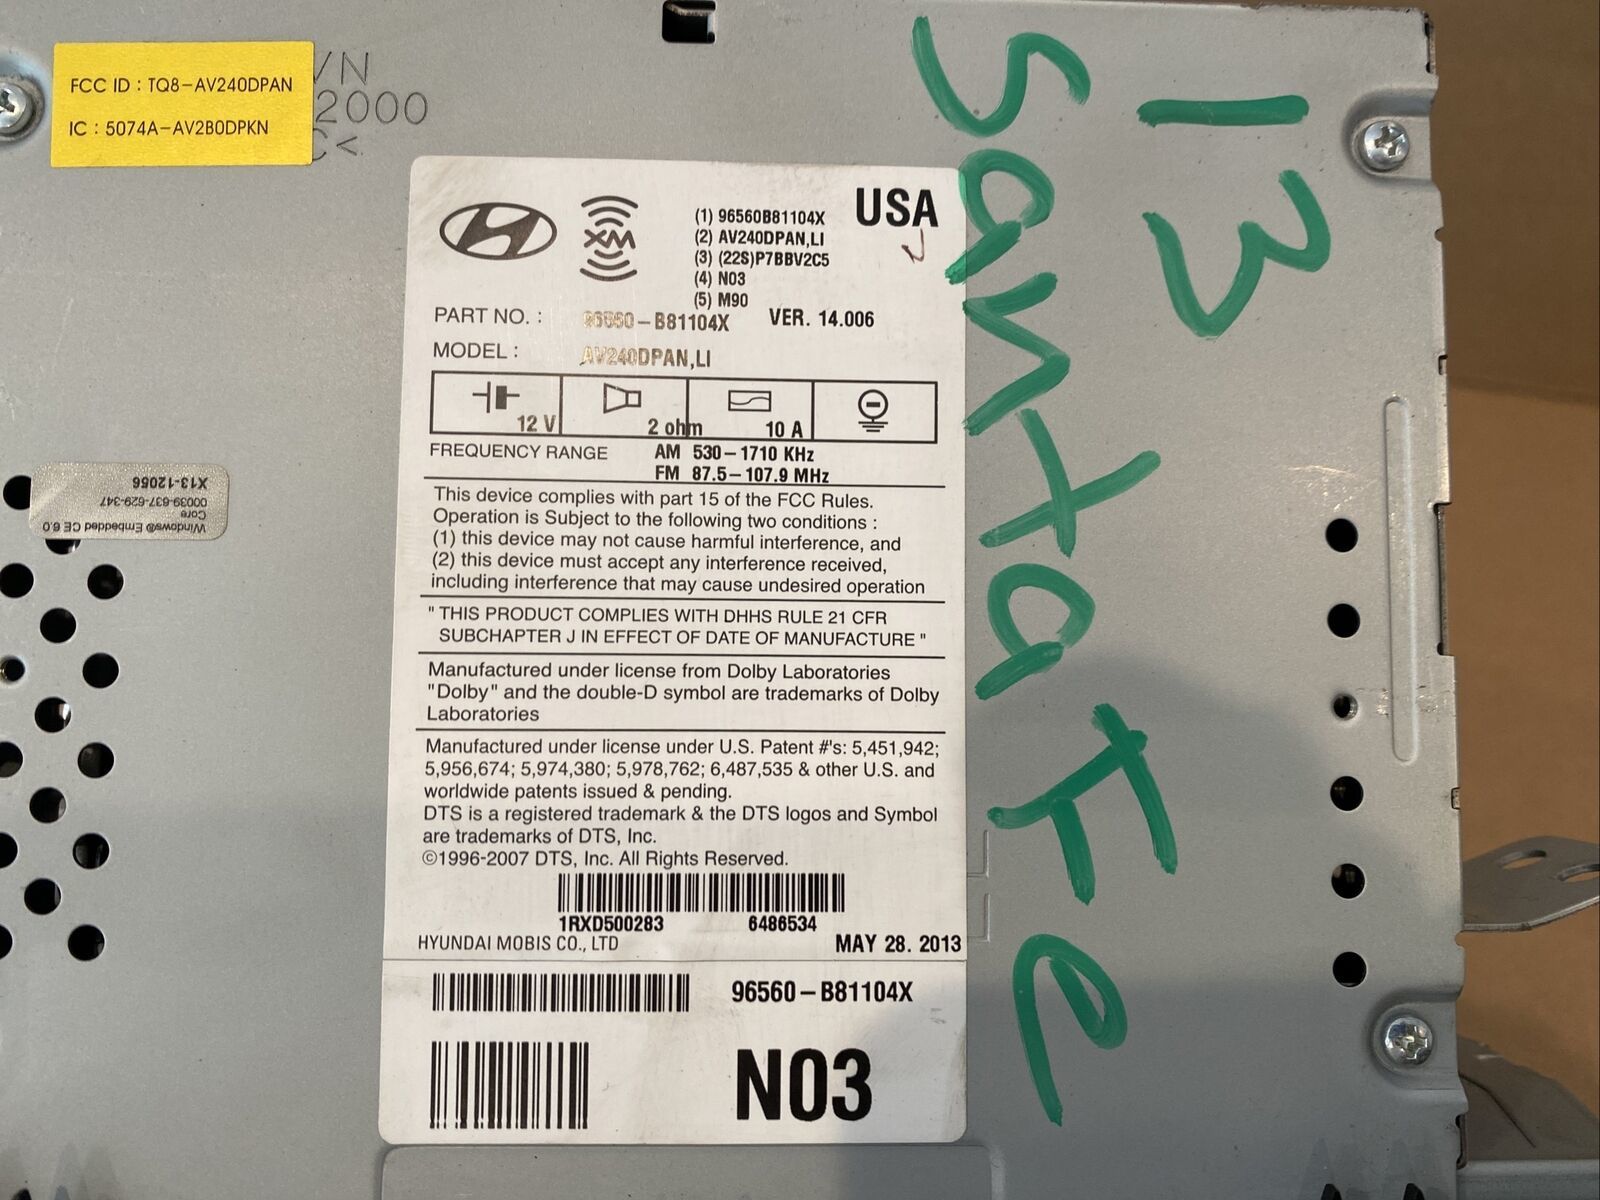 FCC ID : TQ8-AV240DPAN
IC : 5074A-AV2B0DPKN
VN
2000
C<
13
Santa Fe
XM
USA
(1) 96560B81104X
(2) AV240DPAN,LI
(3) (22S)P7BBV2C5
(4) N03
(5) M90
PART NO. : 96560-B81104X VER. 14.006
MODEL : AV240DPAN,LI
12 V 2 ohm 10 A
FREQUENCY RANGE AM 530-1710 KHz
FM 87.5-107.9 MHz
This device complies with part 15 of the FCC Rules.
Operation is Subject to the following two conditions :
(1) this device may not cause harmful interference, and
(2) this device must accept any interference received,
including interference that may cause undesired operation
" THIS PRODUCT COMPLIES WITH DHHS RULE 21 CFR
SUBCHAPTER J IN EFFECT OF DATE OF MANUFACTURE "
Manufactured under license from Dolby Laboratories
"Dolby" and the double-D symbol are trademarks of Dolby
Laboratories
Manufactured under license under U.S. Patent #'s: 5,451,942;
5,956,674; 5,974,380; 5,978,762; 6,487,535 & other U.S. and
worldwide patents issued & pending.
DTS is a registered trademark & the DTS logos and Symbol
are trademarks of DTS, Inc.
©1996-2007 DTS, Inc. All Rights Reserved.
1RXD500283 6486534
HYUNDAI MOBIS CO., LTD MAY 28. 2013
96560-B81104X
N03
Windows® Embedded CE 6.0
Core
00039-637-629-347
X13-12056